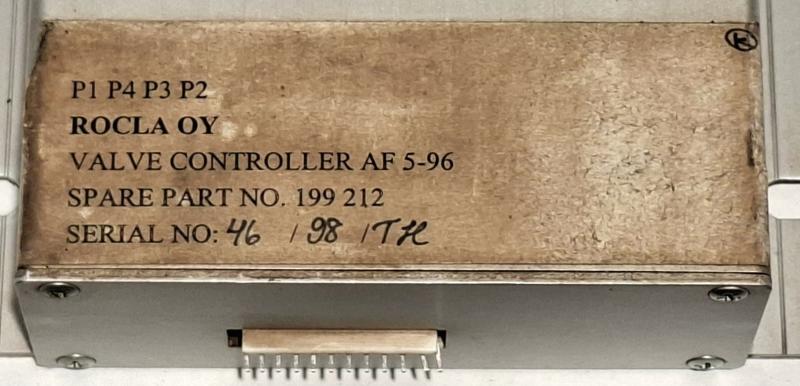 P1 P4 P3 P2
ROCLA OY
VALVE CONTROLLER AF 5-96
SPARE PART NO. 199 212
SERIAL NO: 46 / 98 / TH